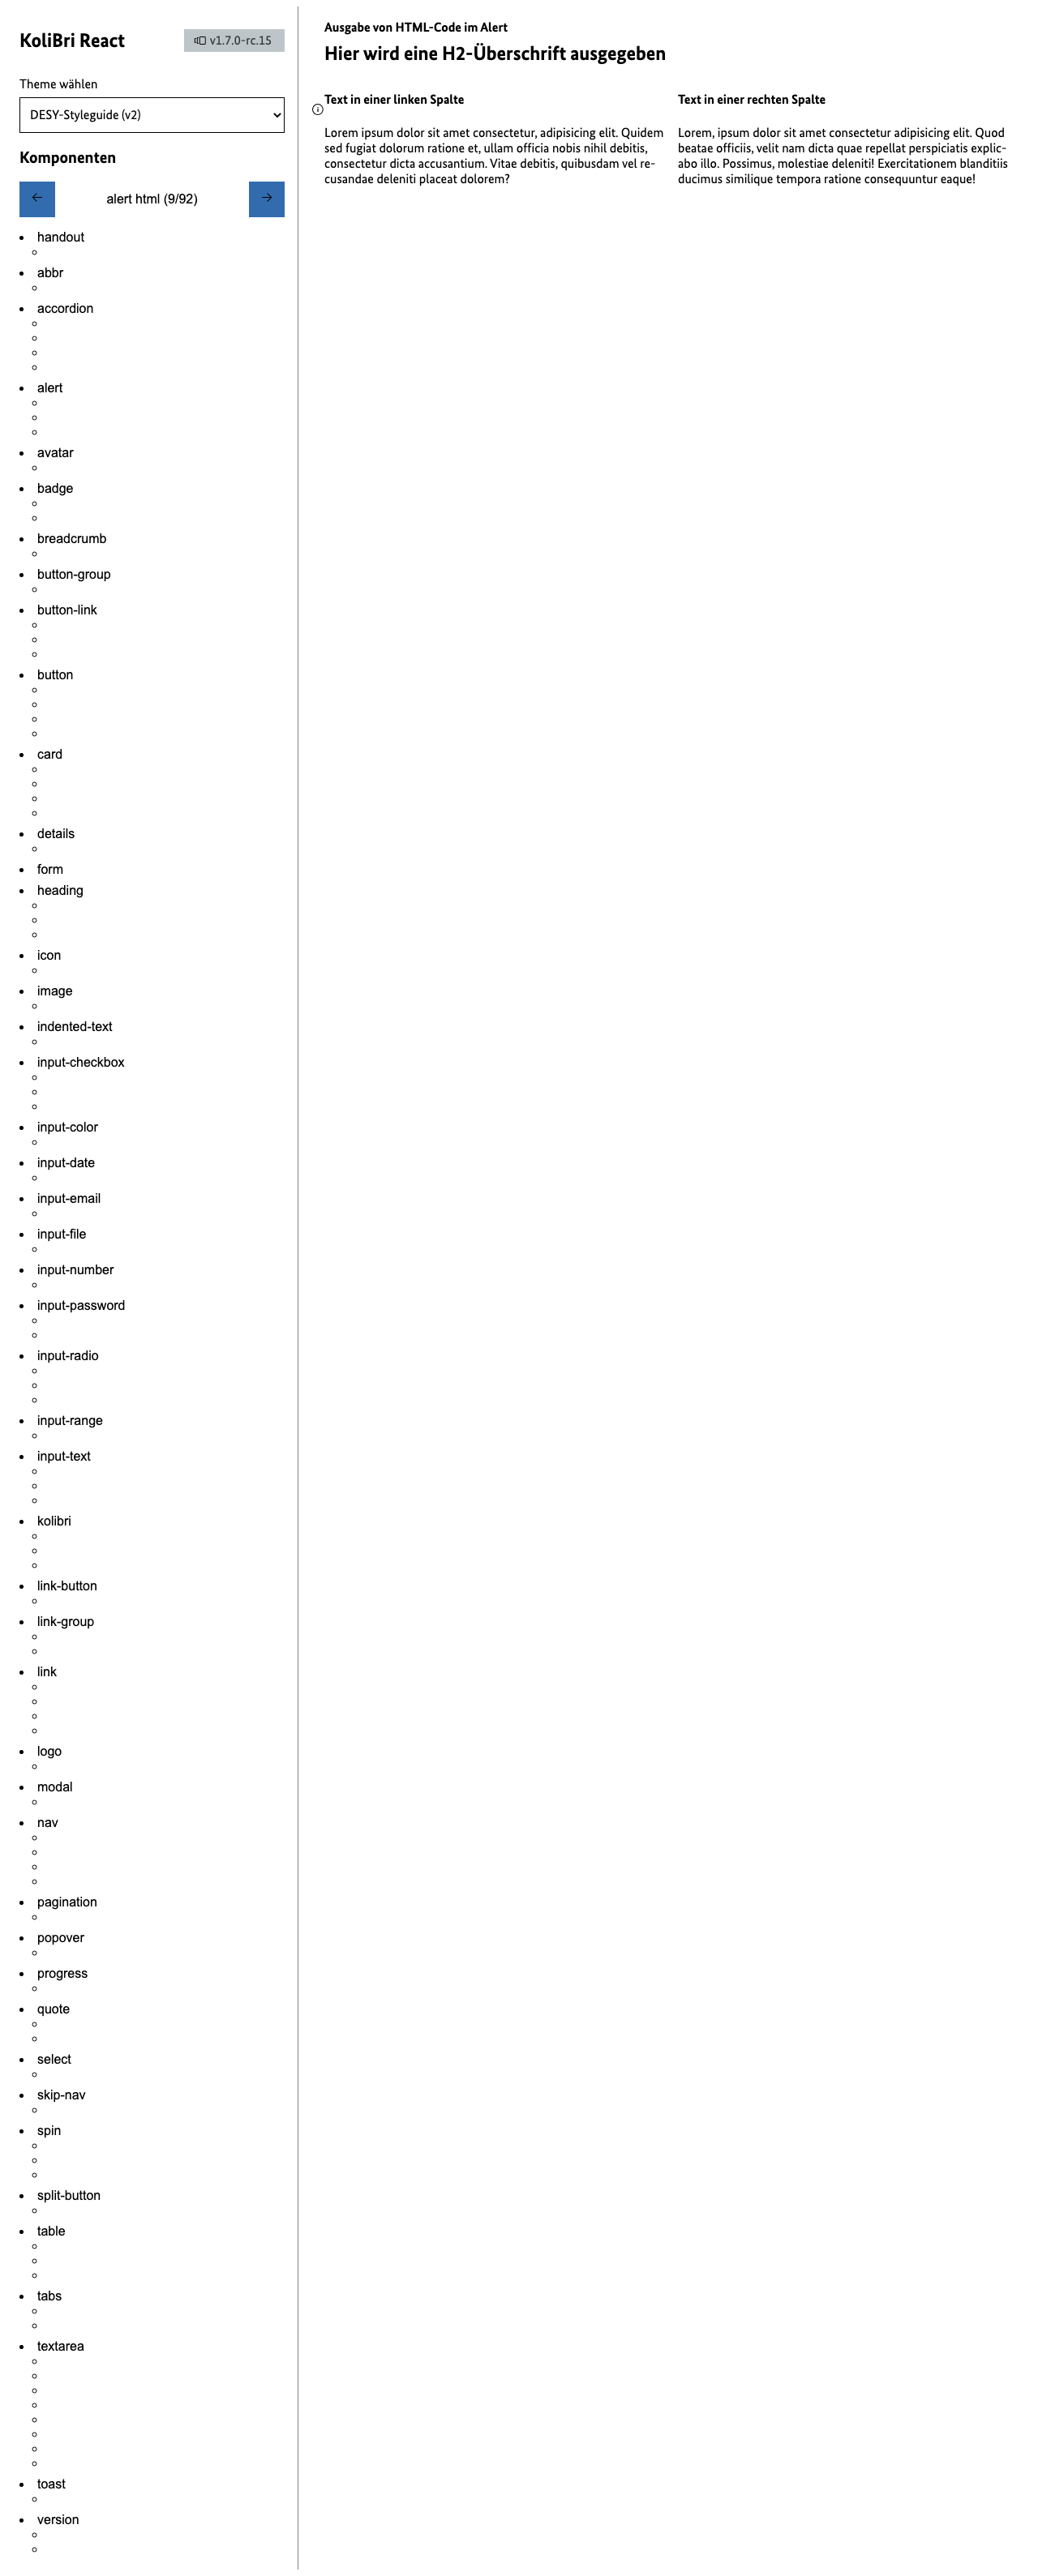 KoliBri React
v1.7.0-rc.15
Theme wählen
DESY-Styleguide (v2)
Komponenten
alert html (9/92)
handout
abbr
accordion
alert
avatar
badge
breadcrumb
button-group
button-link
button
card
details
form
heading
icon
image
indented-text
input-checkbox
input-color
input-date
input-email
input-file
input-number
input-password
input-radio
input-range
input-text
kolibri
link-button
link-group
link
logo
modal
nav
pagination
popover
progress
quote
select
skip-nav
spin
split-button
table
tabs
textarea
toast
version
Ausgabe von HTML-Code im Alert
Hier wird eine H2-Überschrift ausgegeben
Text in einer linken Spalte
Lorem ipsum dolor sit amet consectetur, adipisicing elit. Quidem
sed fugiat dolorum ratione et, ullam officia nobis nihil debitis,
consectetur dicta accusantium. Vitae debitis, quibusdam vel re-
cusandae deleniti placeat dolorem?
Text in einer rechten Spalte
Lorem, ipsum dolor sit amet consectetur adipisicing elit. Quod
beatae officiis, velit nam dicta quae repellat perspiciatis explic-
abo illo. Possimus, molestiae deleniti! Exercitationem blanditiis
ducimus similique tempora ratione consequuntur eaque!